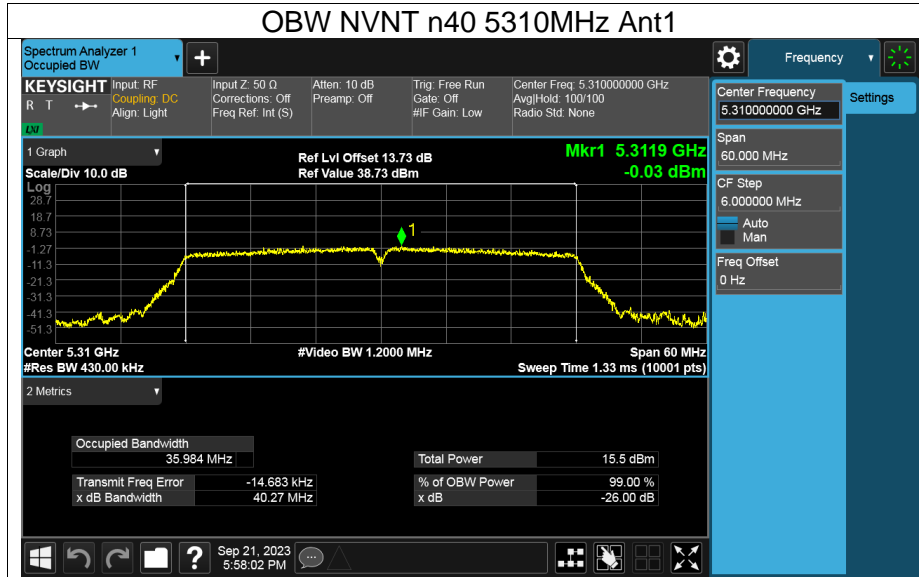 OBW NVNT n40 5310MHz Ant1
Spectrum Analyzer 1
Occupied BW
+
Frequency
KEYSIGHT
R T
LXI
Input: RF
Coupling: DC
Align: Light
Input Z: 50 Ω
Corrections: Off
Freq Ref: Int (S)
Atten: 10 dB
Preamp: Off
Trig: Free Run
Gate: Off
#IF Gain: Low
Center Freq: 5.310000000 GHz
Avg|Hold: 100/100
Radio Std: None
Center Frequency
5.310000000 GHz
Settings
Span
60.000 MHz
CF Step
6.000000 MHz
Auto
Man
Freq Offset
0 Hz
1 Graph
Scale/Div 10.0 dB
Ref Lvl Offset 13.73 dB
Ref Value 38.73 dBm
Mkr1 5.3119 GHz
-0.03 dBm
Log
28.7
18.7
8.73
-1.27
-11.3
-21.3
-31.3
-41.3
-51.3
1
Center 5.31 GHz
#Res BW 430.00 kHz
#Video BW 1.2000 MHz
Span 60 MHz
Sweep Time 1.33 ms (10001 pts)
2 Metrics
Occupied Bandwidth
35.984 MHz
Transmit Freq Error -14.683 kHz
x dB Bandwidth 40.27 MHz
Total Power 15.5 dBm
% of OBW Power 99.00 %
x dB -26.00 dB
?
Sep 21, 2023
5:58:02 PM